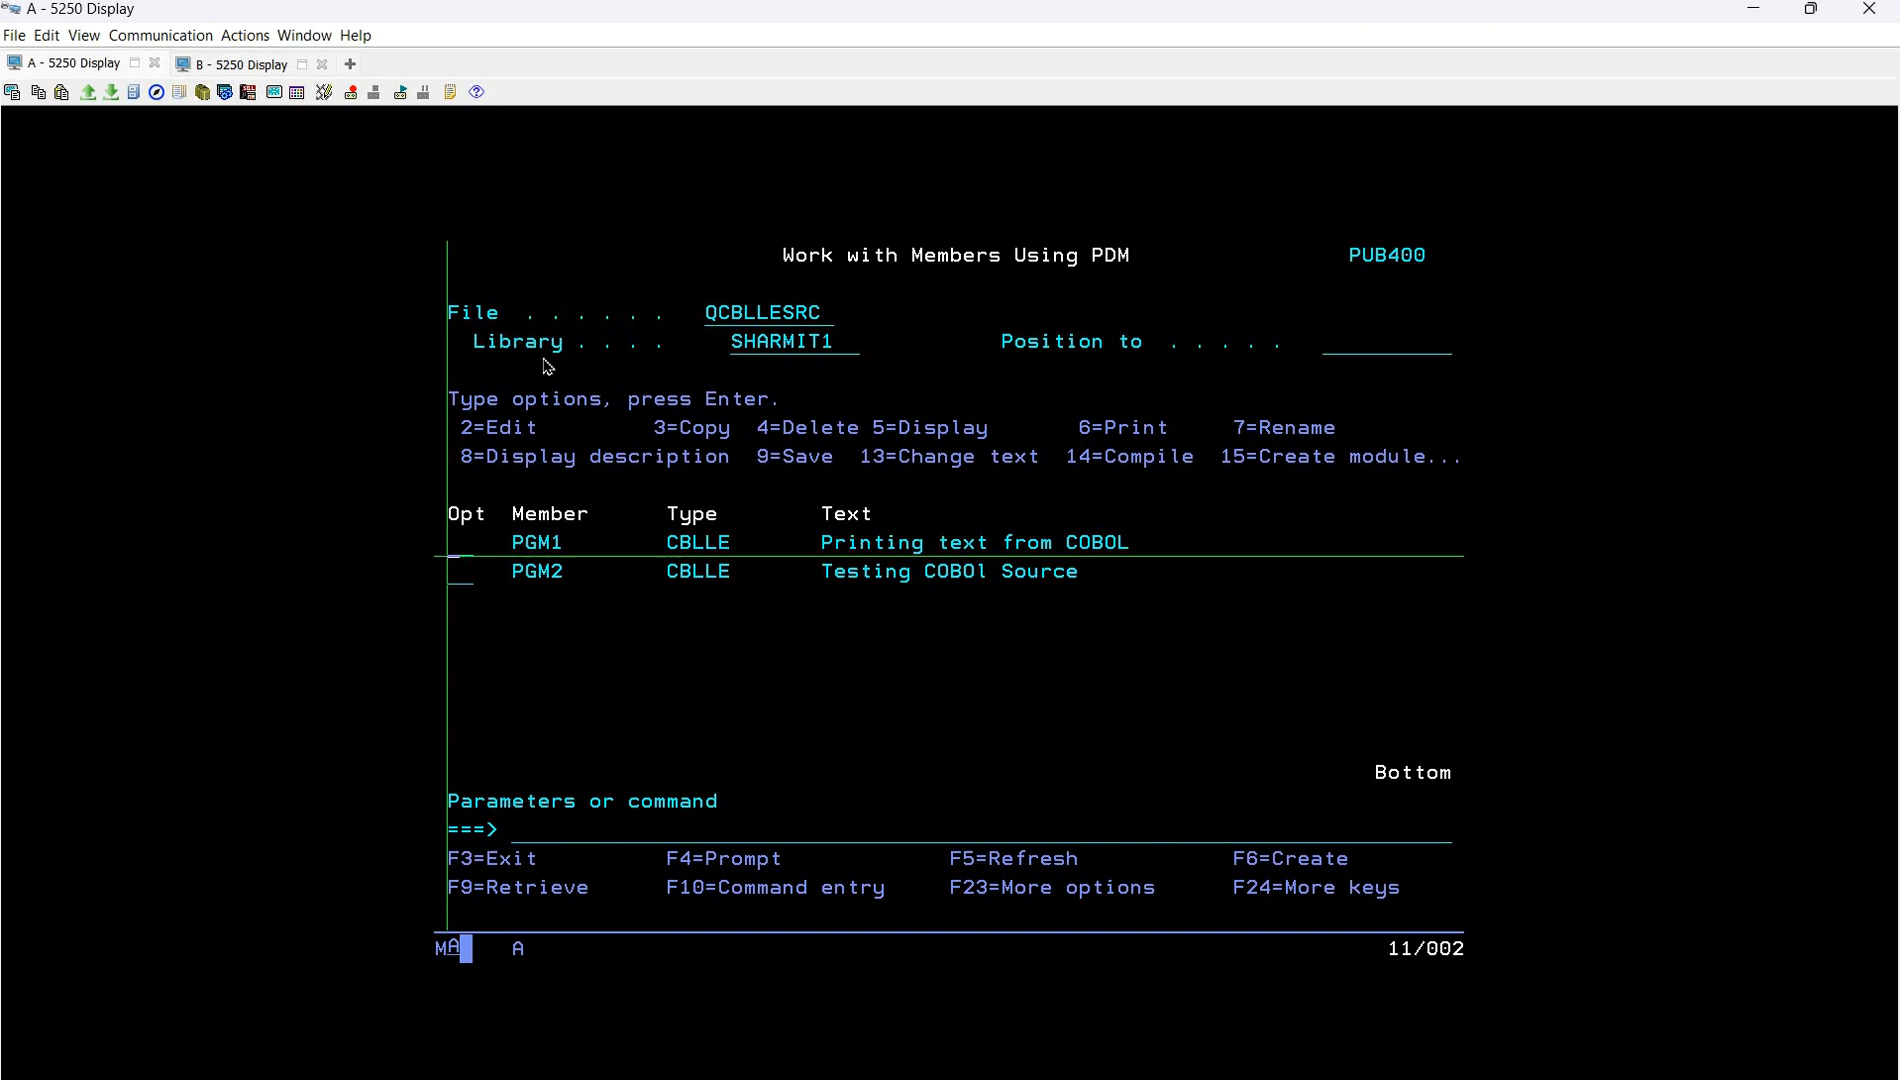 A - 5250 Display
File Edit View Communication Actions Window Help
A - 5250 Display B - 5250 Display
Work with Members Using PDM PUB400
File . . . . . . QCBLLESRC
Library . . . . SHARMIT1 Position to . . . . .
Type options, press Enter.
2=Edit 3=Copy 4=Delete 5=Display 6=Print 7=Rename
8=Display description 9=Save 13=Change text 14=Compile 15=Create module...
Opt Member Type Text
PGM1 CBLLE Printing text from COBOL
PGM2 CBLLE Testing COBOl Source
Bottom
Parameters or command
===>
F3=Exit F4=Prompt F5=Refresh F6=Create
F9=Retrieve F10=Command entry F23=More options F24=More keys
MA A 11/002